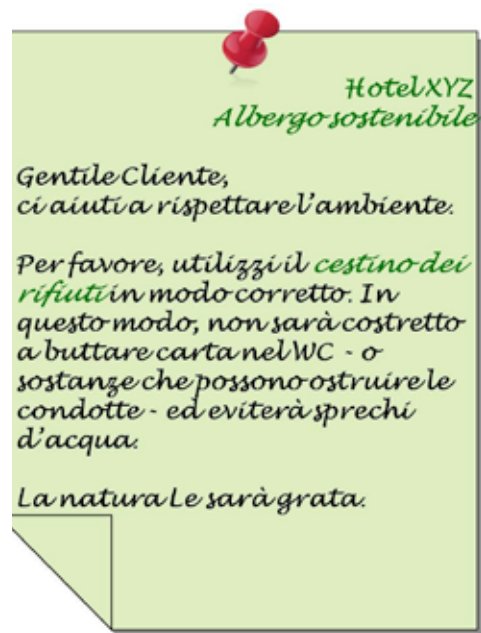 Hotel XYZ
Albergo sostenibile
Gentile Cliente,
ci aiuti a rispettare l'ambiente.
Per favore, utilizzi il cestino dei
rifiuti in modo corretto. In
questo modo, non sarà costretto
a buttare carta nel WC - o
sostanze che possono ostruire le
condotte - ed eviterà sprechi
d'acqua.
La natura Le sarà grata.